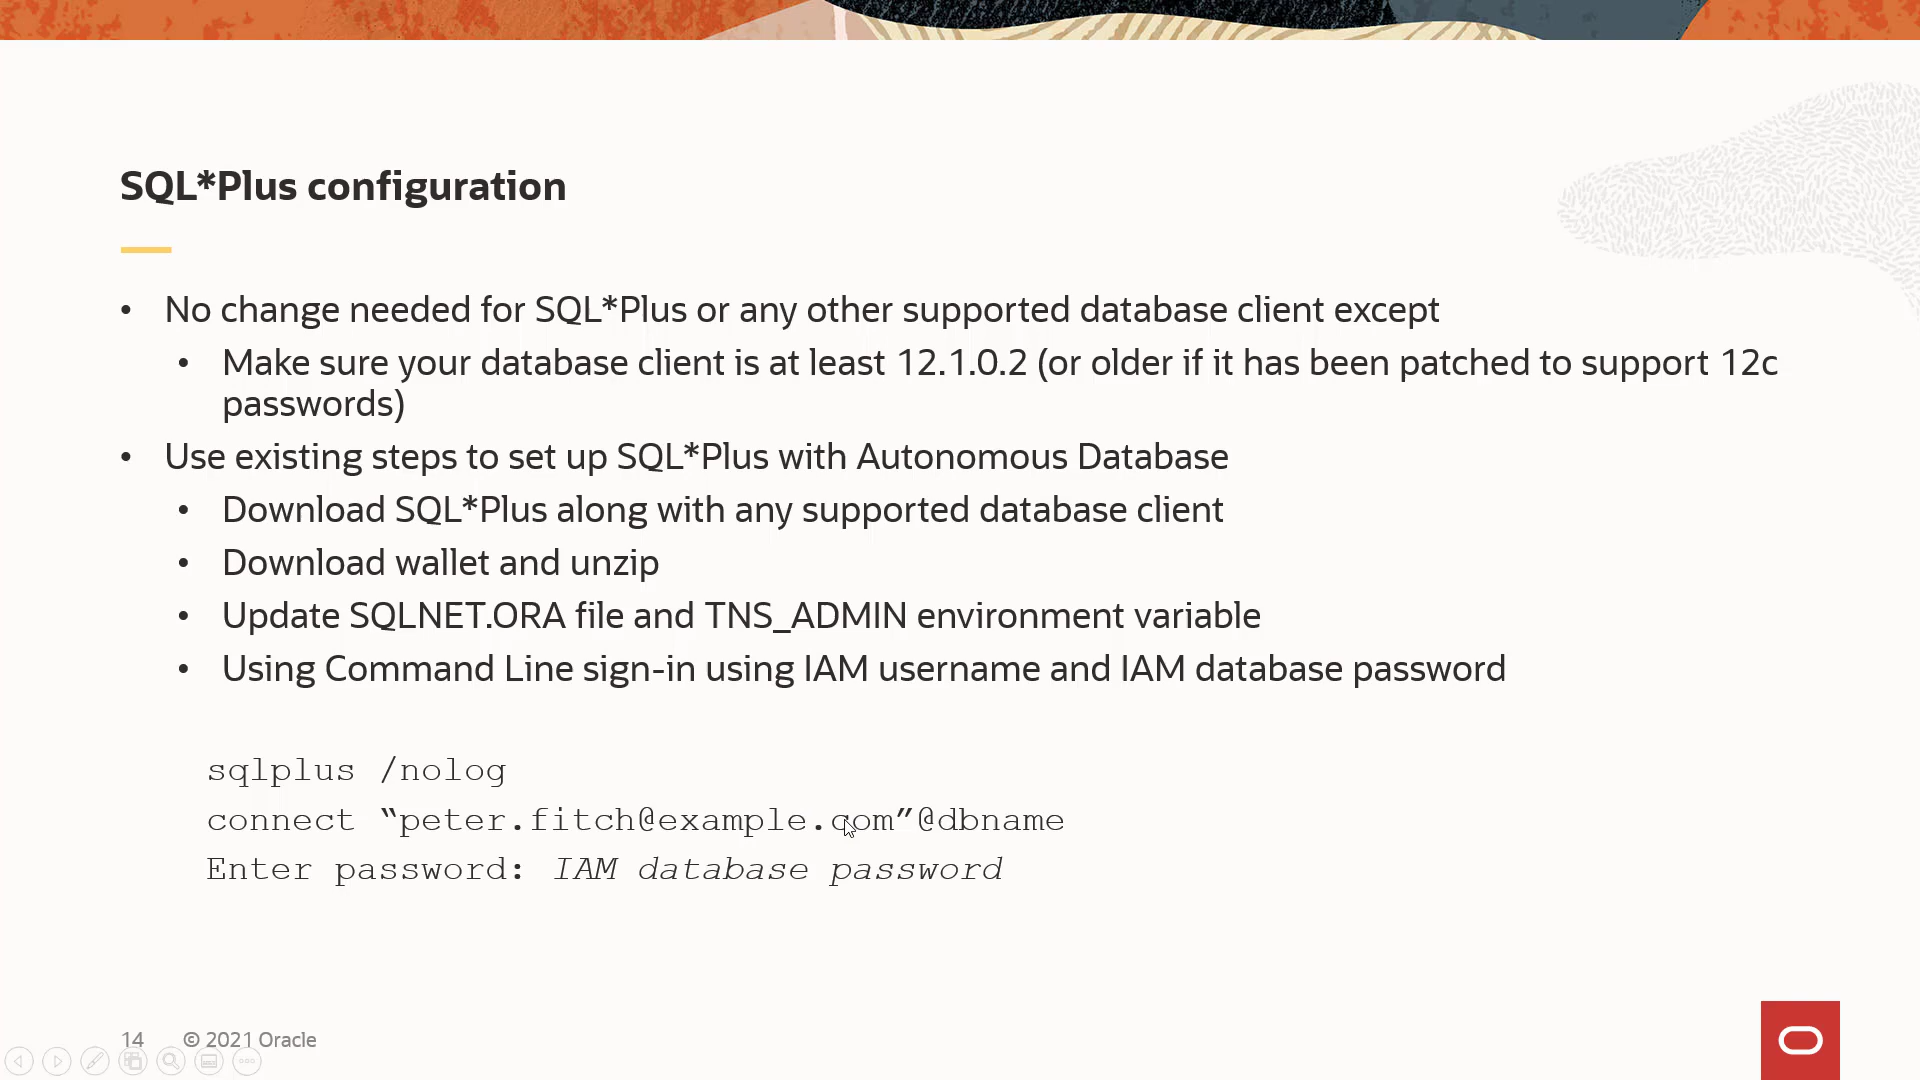 SQL*Plus configuration
• No change needed for SQL*Plus or any other supported database client except
• Make sure your database client is at least 12.1.0.2 (or older if it has been patched to support 12c
passwords)
• Use existing steps to set up SQL*Plus with Autonomous Database
• Download SQL*Plus along with any supported database client
• Download wallet and unzip
• Update SQLNET.ORA file and TNS_ADMIN environment variable
• Using Command Line sign-in using IAM username and IAM database password
sqlplus /nolog
connect “peter.fitch@example.com”@dbname
Enter password: IAM database password
14 © 2021 Oracle